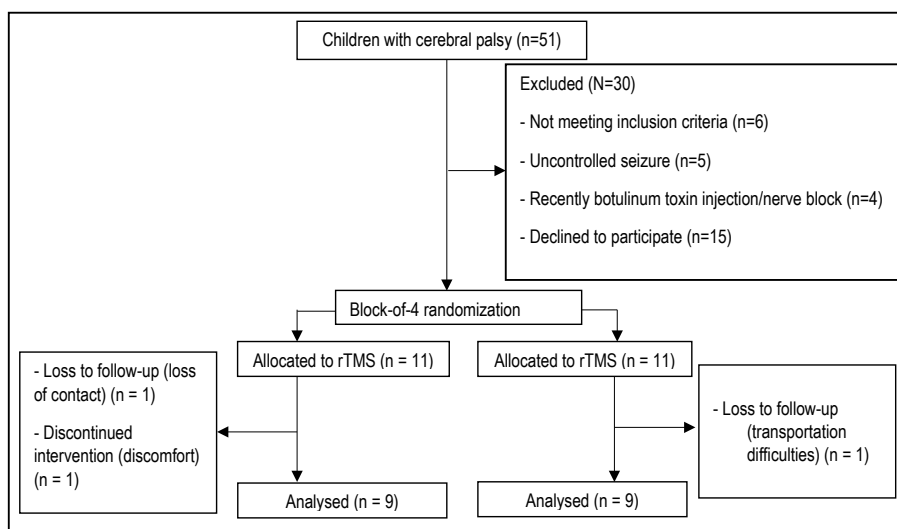 Children with cerebral palsy (n=51)
Excluded (N=30)
- Not meeting inclusion criteria (n=6)
- Uncontrolled seizure (n=5)
- Recently botulinum toxin injection/nerve block (n=4)
- Declined to participate (n=15)
Block-of-4 randomization
Allocated to rTMS (n = 11)
Allocated to rTMS (n = 11)
- Loss to follow-up (loss
of contact) (n = 1)
- Discontinued
intervention (discomfort)
(n = 1)
- Loss to follow-up
(transportation
difficulties) (n = 1)
Analysed (n = 9)
Analysed (n = 9)